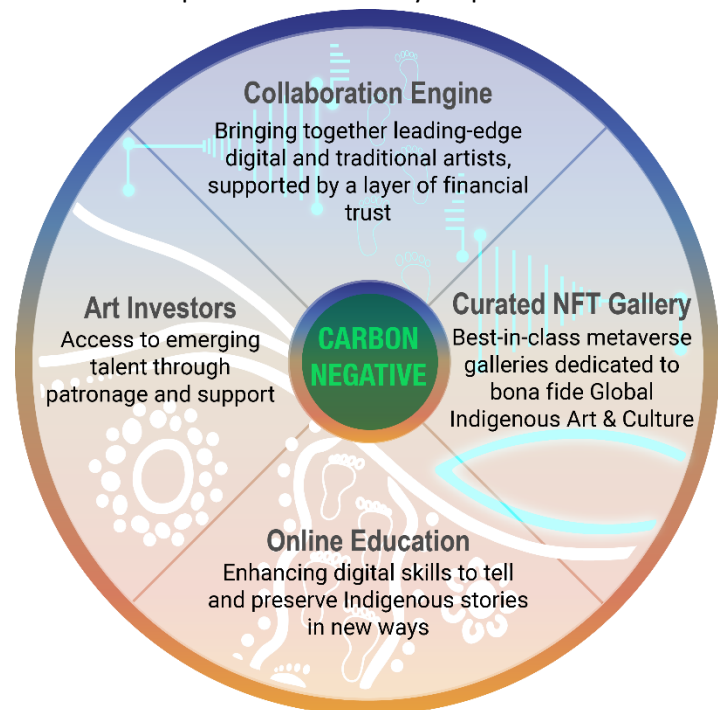 Collaboration Engine
Bringing together leading-edge
digital and traditional artists,
supported by a layer of financial
trust
Art Investors
Access to emerging
talent through
patronage and support
CARBON
NEGATIVE
Curated NFT Gallery
Best-in-class metaverse
galleries dedicated to
bona fide Global
Indigenous Art & Culture
Online Education
Enhancing digital skills to tell
and preserve Indigenous stories
in new ways